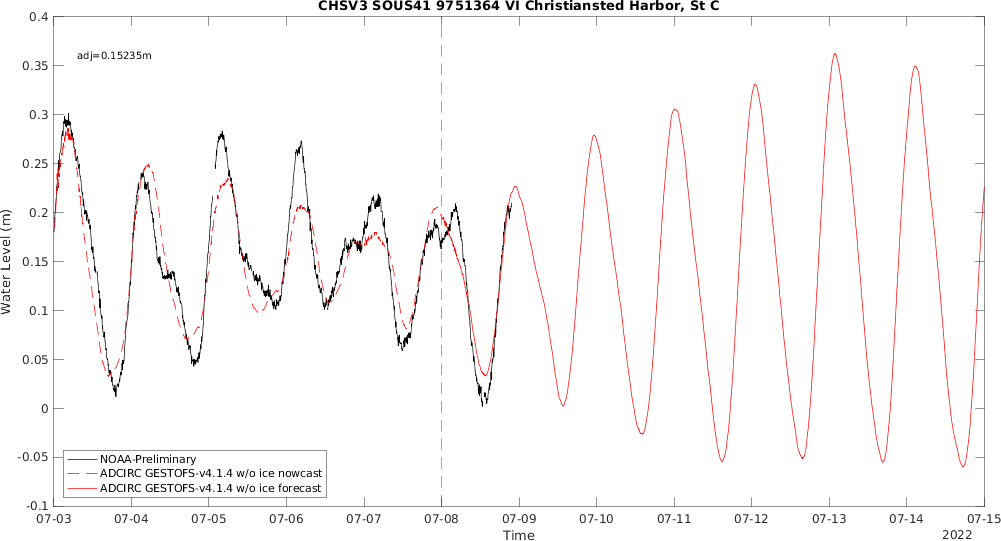 CHSV3 SOUS41 9751364 VI Christiansted Harbor, St C
adj=0.15235m
0.4
0.35
0.3
0.25
0.2
0.15
0.1
0.05
0
-0.05
-0.1
Water Level (m)
NOAA-Preliminary
ADCIRC GESTOFS-v4.1.4 w/o ice nowcast
ADCIRC GESTOFS-v4.1.4 w/o ice forecast
07-03 07-04 07-05 07-06 07-07 07-08 07-09 07-10 07-11 07-12 07-13 07-14 07-15
Time
2022